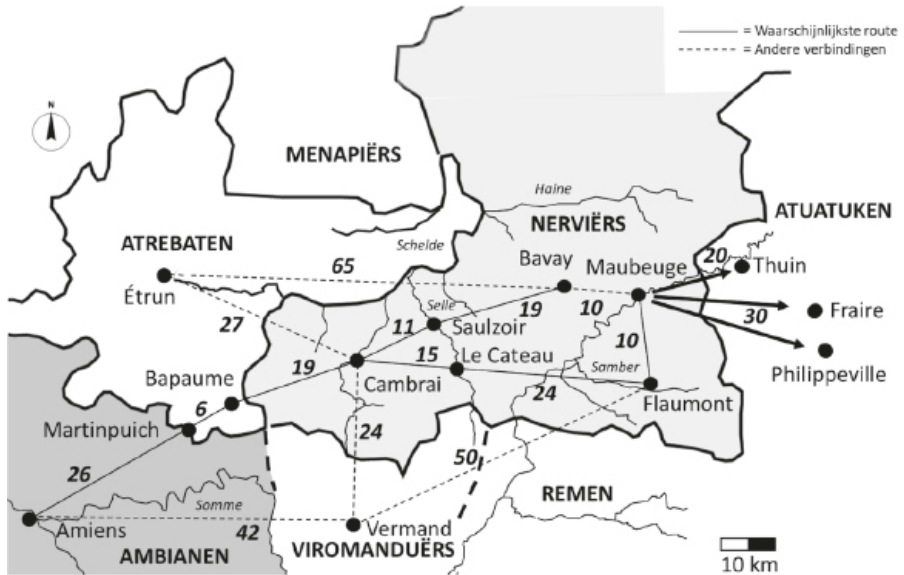 = Waarschijnlijkste route
= Andere verbindingen
N
MENAPIËRS
Haine
NERVIËRS
ATUATUKEN
ATREBATEN
Schelde
65
Bavay
Maubeuge
20
Thuin
Étrun
27
Selle
11
19
10
Saulzoir
30
Fraire
10
15
Le Cateau
19
Samber
Philippeville
Bapaume
Cambrai
24
Flaumont
6
Martinpuich
24
50
26
Somme
REMEN
Amiens
42
Vermand
AMBIANEN
VIROMANDUËRS
10 km